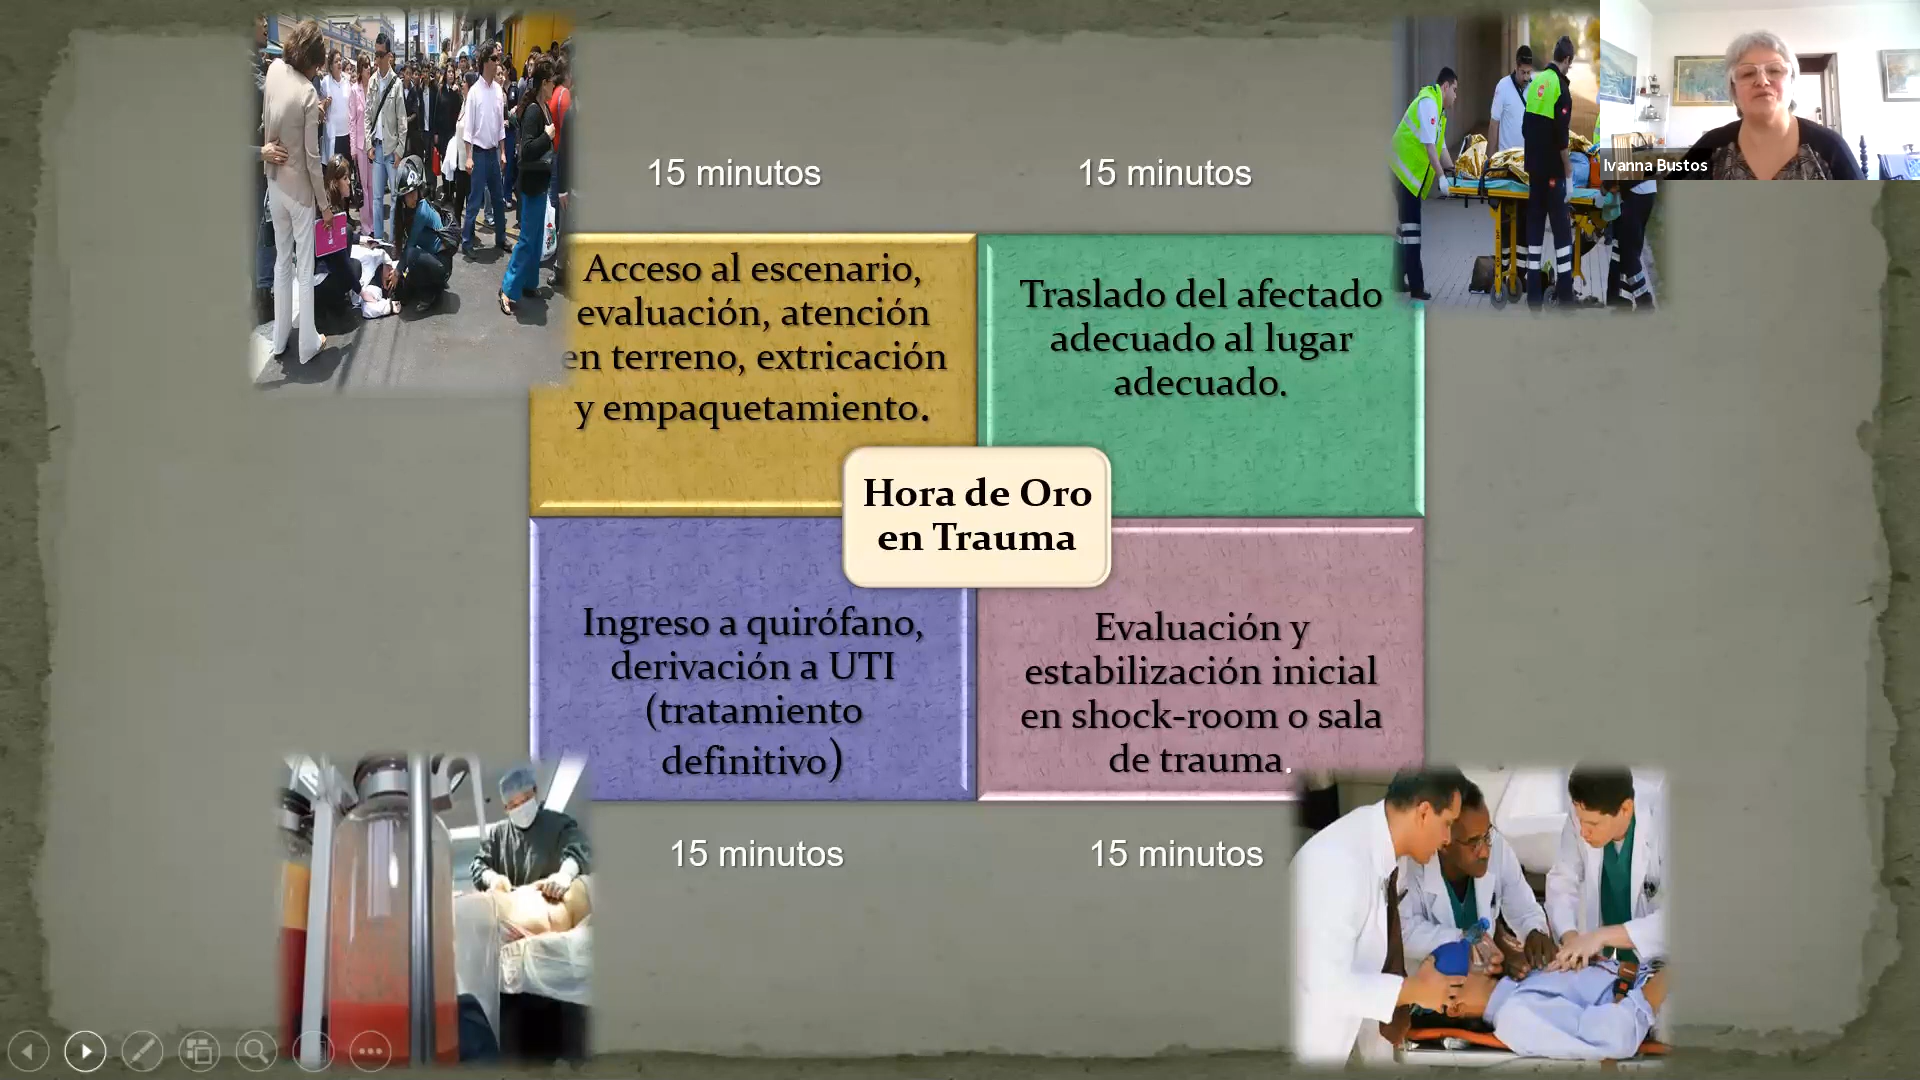 15 minutos
15 minutos
Ivanna Bustos
Acceso al escenario,
evaluación, atención
en terreno, extricación
y empaquetamiento.
Traslado del afectado
adecuado al lugar
adecuado.
Hora de Oro
en Trauma
Ingreso a quirófano,
derivación a UTI
(tratamiento
definitivo)
Evaluación y
estabilización inicial
en shock-room o sala
de trauma.
15 minutos
15 minutos